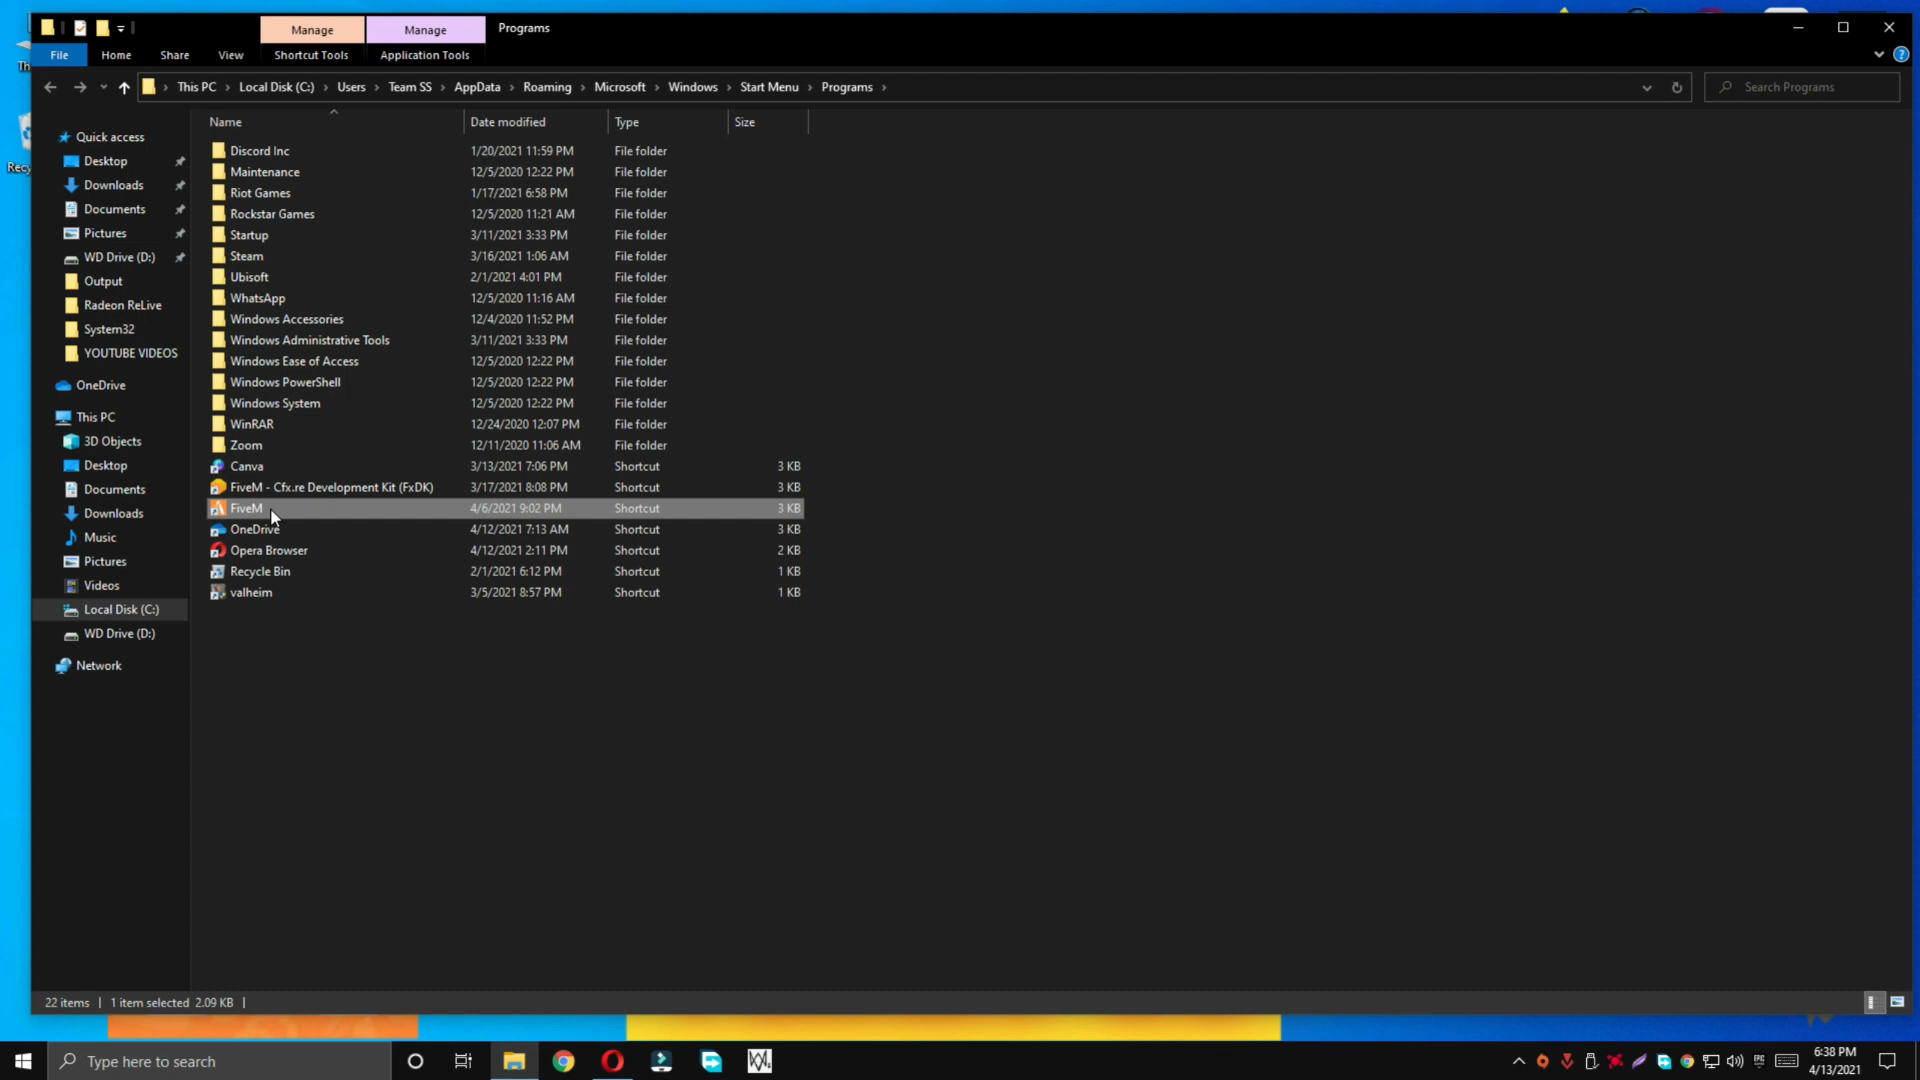 Manage
Manage
Programs
File
Home
Share
View
Shortcut Tools
Application Tools
This PC
Local Disk (C:)
Users
Team SS
AppData
Roaming
Microsoft
Windows
Start Menu
Programs
Search Programs
Name
Date modified
Type
Size
Quick access
Desktop
Downloads
Documents
Pictures
WD Drive (D:)
Output
Radeon ReLive
System32
YOUTUBE VIDEOS
OneDrive
This PC
3D Objects
Desktop
Documents
Downloads
Music
Pictures
Videos
Local Disk (C:)
WD Drive (D:)
Network
Discord Inc 1/20/2021 11:59 PM File folder
Maintenance 12/5/2020 12:22 PM File folder
Riot Games 1/17/2021 6:58 PM File folder
Rockstar Games 12/5/2020 11:21 AM File folder
Startup 3/11/2021 3:33 PM File folder
Steam 3/16/2021 1:06 AM File folder
Ubisoft 2/1/2021 4:01 PM File folder
WhatsApp 12/5/2020 11:16 AM File folder
Windows Accessories 12/4/2020 11:52 PM File folder
Windows Administrative Tools 3/11/2021 3:33 PM File folder
Windows Ease of Access 12/5/2020 12:22 PM File folder
Windows PowerShell 12/5/2020 12:22 PM File folder
Windows System 12/5/2020 12:22 PM File folder
WinRAR 12/24/2020 12:07 PM File folder
Zoom 12/11/2020 11:06 AM File folder
Canva 3/13/2021 7:06 PM Shortcut 3 KB
FiveM - Cfx.re Development Kit (FxDK) 3/17/2021 8:08 PM Shortcut 3 KB
FiveM 4/6/2021 9:02 PM Shortcut 3 KB
OneDrive 4/12/2021 7:13 AM Shortcut 3 KB
Opera Browser 4/12/2021 2:11 PM Shortcut 2 KB
Recycle Bin 2/1/2021 6:12 PM Shortcut 1 KB
valheim 3/5/2021 8:57 PM Shortcut 1 KB
22 items
1 item selected 2.09 KB
Type here to search
6:38 PM
4/13/2021